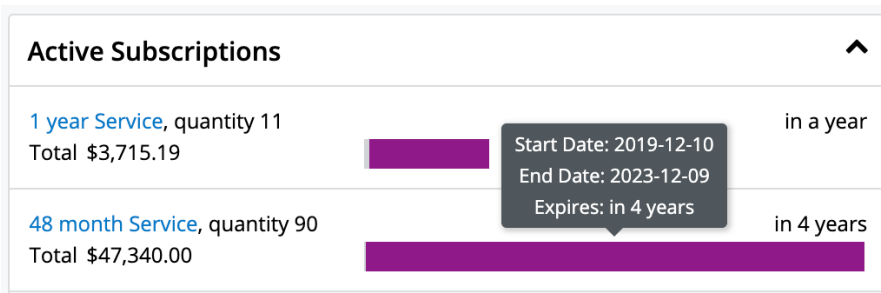 Active Subscriptions
1 year Service, quantity 11
in a year
Total $3,715.19
Start Date: 2019-12-10
End Date: 2023-12-09
Expires: in 4 years
48 month Service, quantity 90
in 4 years
Total $47,340.00